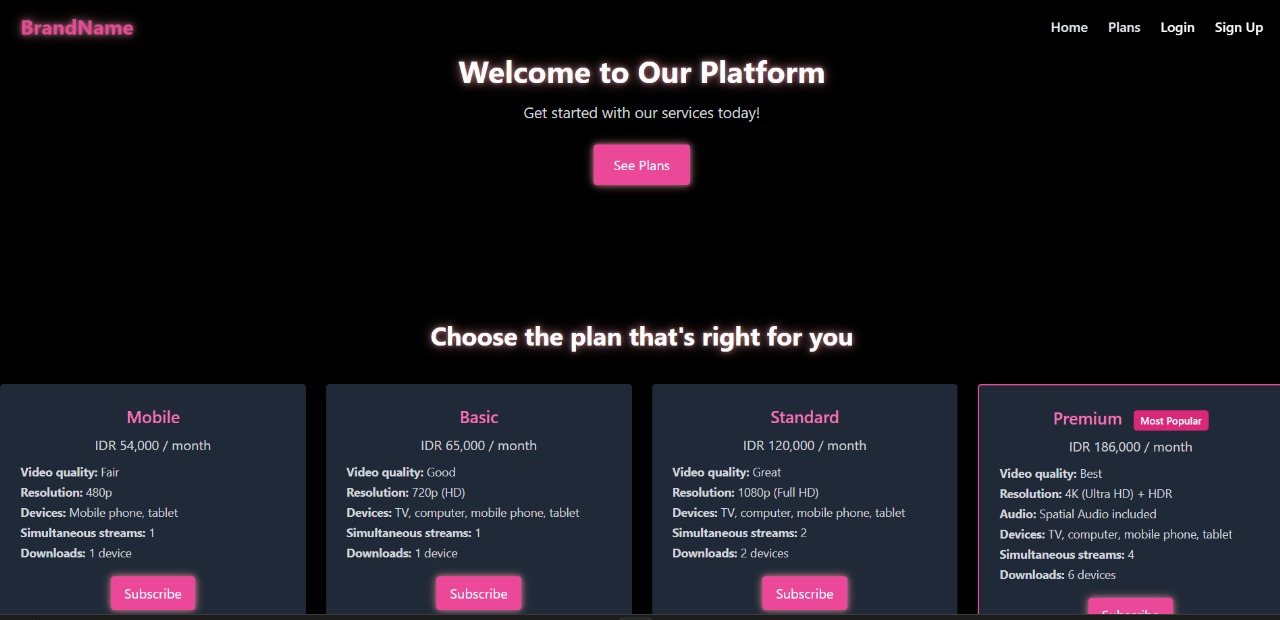 BrandName
Home Plans Login Sign Up
Welcome to Our Platform
Get started with our services today!
See Plans
Choose the plan that's right for you
Mobile
IDR 54,000 / month
Video quality: Fair
Resolution: 480p
Devices: Mobile phone, tablet
Simultaneous streams: 1
Downloads: 1 device
Subscribe
Basic
IDR 65,000 / month
Video quality: Good
Resolution: 720p (HD)
Devices: TV, computer, mobile phone, tablet
Simultaneous streams: 1
Downloads: 1 device
Subscribe
Standard
IDR 120,000 / month
Video quality: Great
Resolution: 1080p (Full HD)
Devices: TV, computer, mobile phone, tablet
Simultaneous streams: 2
Downloads: 2 devices
Subscribe
Premium Most Popular
IDR 186,000 / month
Video quality: Best
Resolution: 4K (Ultra HD) + HDR
Audio: Spatial Audio included
Devices: TV, computer, mobile phone, tablet
Simultaneous streams: 4
Downloads: 6 devices
Subscribe